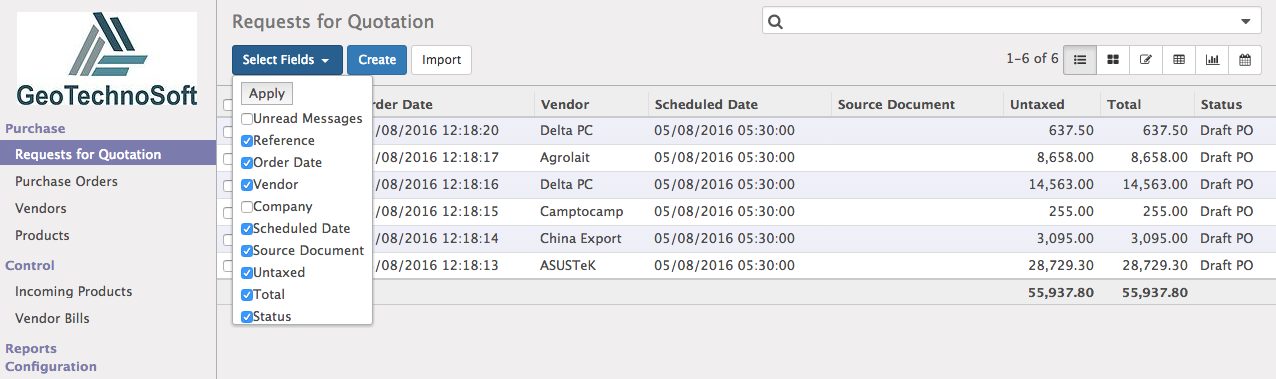 GeoTechnoSoft
Purchase
Requests for Quotation
Purchase Orders
Vendors
Products
Control
Incoming Products
Vendor Bills
Reports
Configuration
Requests for Quotation
Select Fields Create Import
1-6 of 6
Apply
Unread Messages
Reference
Order Date
Vendor
Company
Scheduled Date
Source Document
Untaxed
Total
Status
rder Date Vendor Scheduled Date Source Document Untaxed Total Status
/08/2016 12:18:20 Delta PC 05/08/2016 05:30:00 637.50 637.50 Draft PO
/08/2016 12:18:17 Agrolait 05/08/2016 05:30:00 8,658.00 8,658.00 Draft PO
/08/2016 12:18:16 Delta PC 05/08/2016 05:30:00 14,563.00 14,563.00 Draft PO
/08/2016 12:18:15 Camptocamp 05/08/2016 05:30:00 255.00 255.00 Draft PO
/08/2016 12:18:14 China Export 05/08/2016 05:30:00 3,095.00 3,095.00 Draft PO
/08/2016 12:18:13 ASUSTeK 05/08/2016 05:30:00 28,729.30 28,729.30 Draft PO
55,937.80 55,937.80